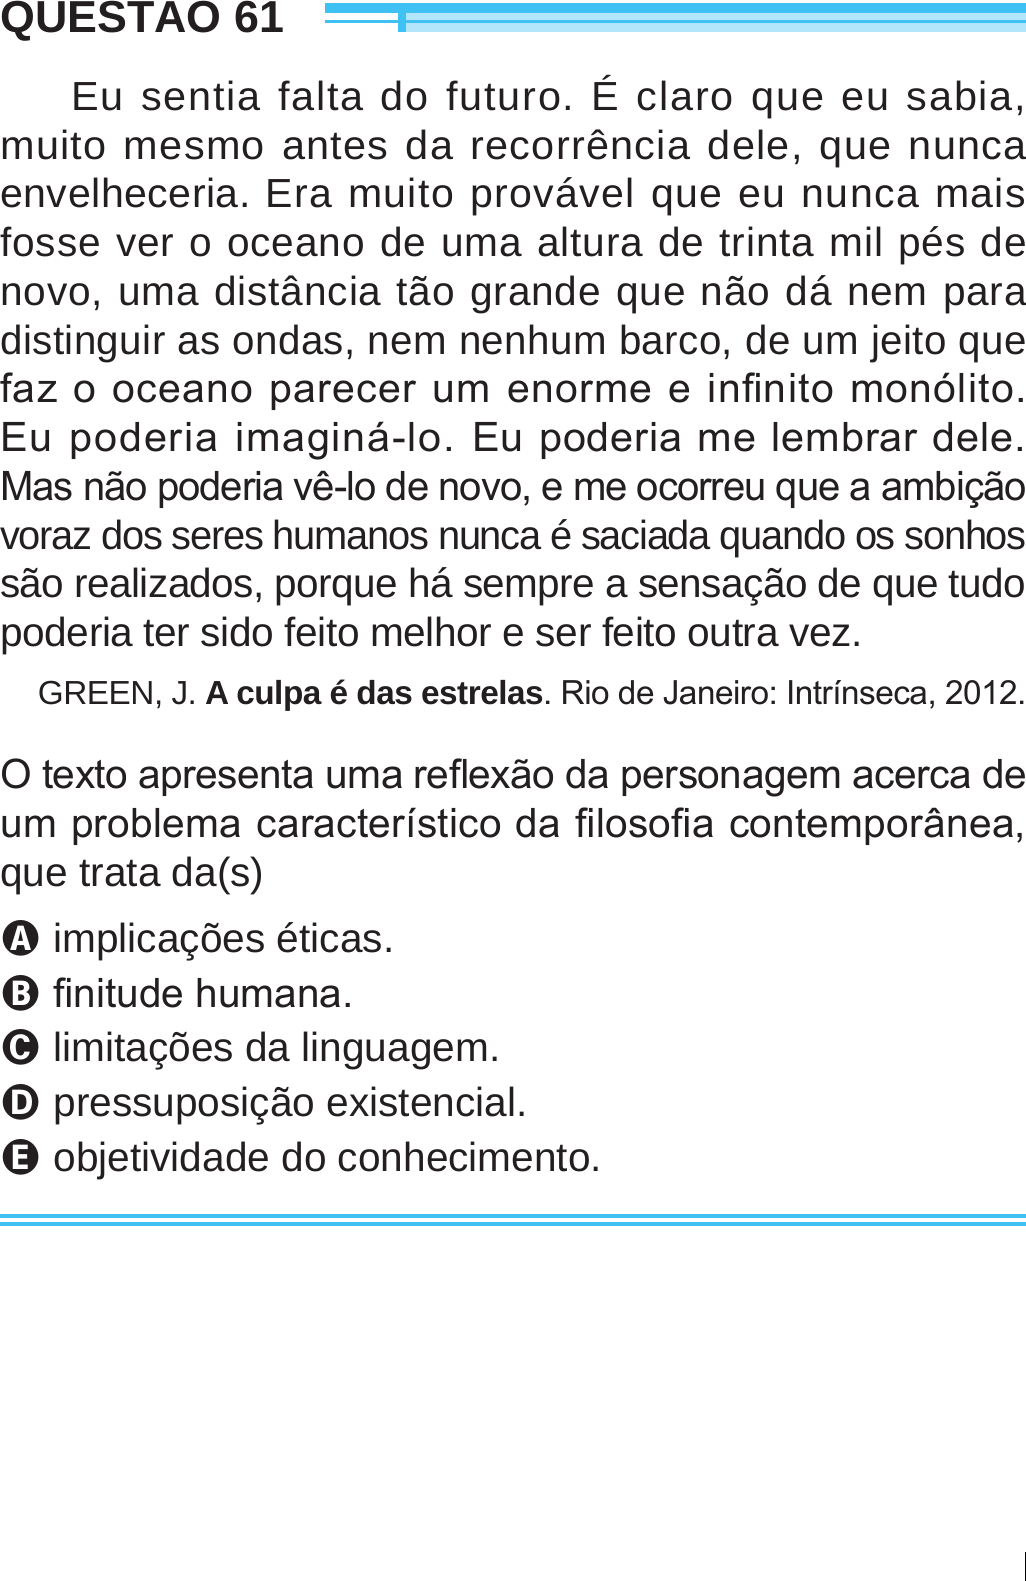 QUESTÃO 61
Eu sentia falta do futuro. É claro que eu sabia,
muito mesmo antes da recorrência dele, que nunca
envelheceria. Era muito provável que eu nunca mais
fosse ver o oceano de uma altura de trinta mil pés de
novo, uma distância tão grande que não dá nem para
distinguir as ondas, nem nenhum barco, de um jeito que
faz o oceano parecer um enorme e infinito monólito.
Eu poderia imaginá-lo. Eu poderia me lembrar dele.
Mas não poderia vê-lo de novo, e me ocorreu que a ambição
voraz dos seres humanos nunca é saciada quando os sonhos
são realizados, porque há sempre a sensação de que tudo
poderia ter sido feito melhor e ser feito outra vez.
GREEN, J. A culpa é das estrelas. Rio de Janeiro: Intrínseca, 2012.
O texto apresenta uma reflexão da personagem acerca de
um problema característico da filosofia contemporânea,
que trata da(s)
A implicações éticas.
B finitude humana.
C limitações da linguagem.
D pressuposição existencial.
E objetividade do conhecimento.